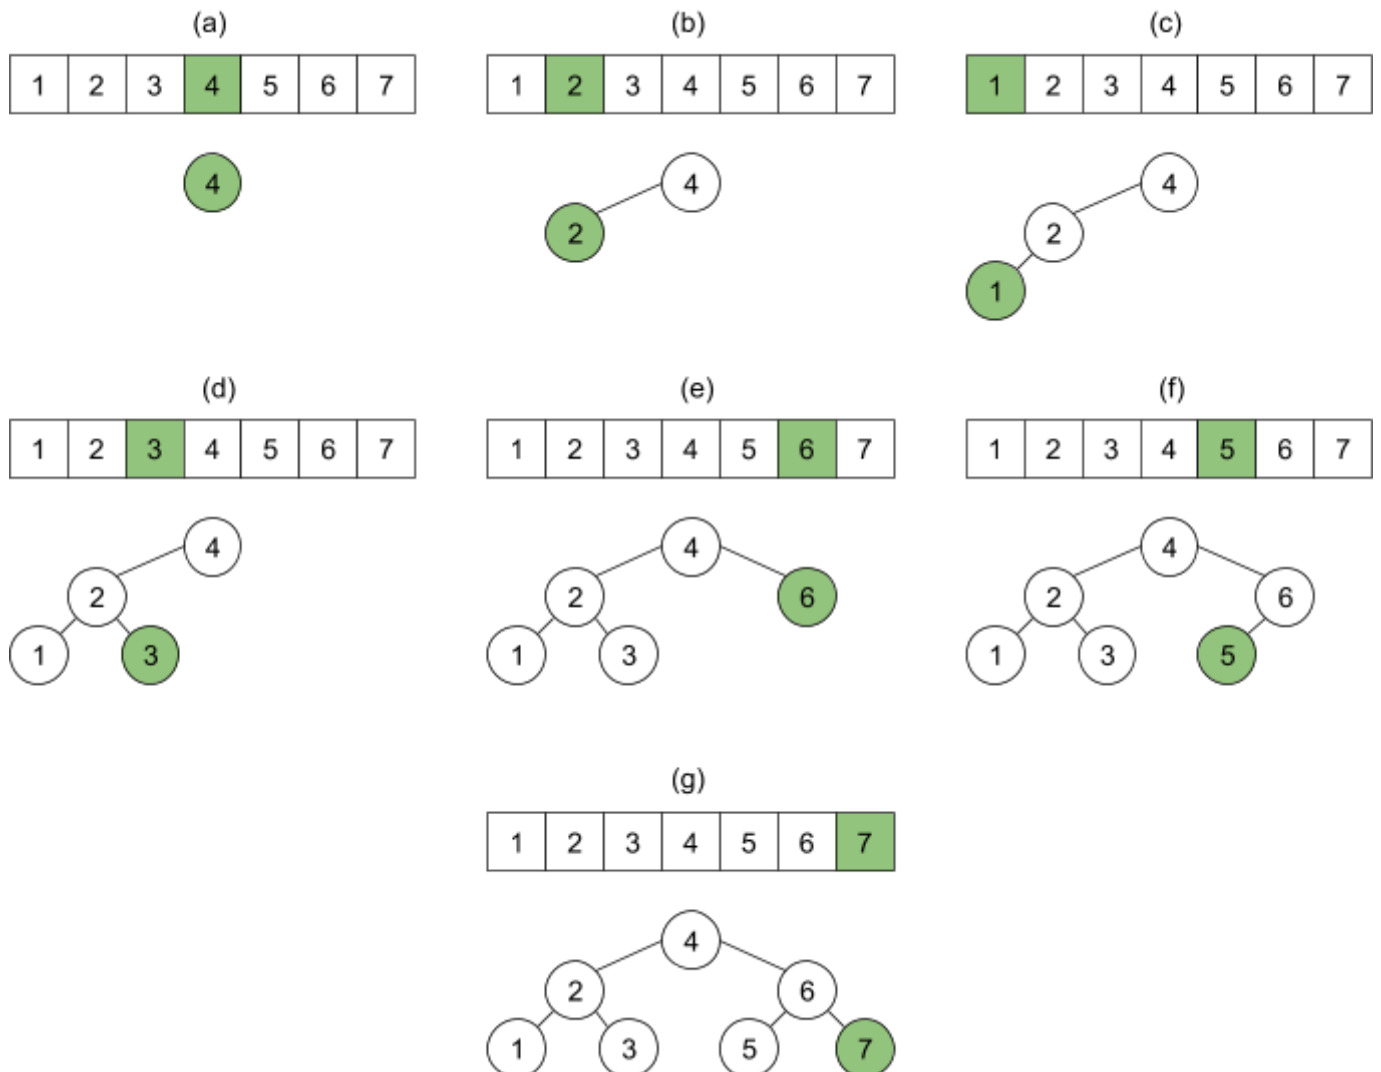 (a) (b) (c)
1 2 3 4 5 6 7 1 2 3 4 5 6 7 1 2 3 4 5 6 7
4 4 4
2 2
1
(d) (e) (f)
1 2 3 4 5 6 7 1 2 3 4 5 6 7 1 2 3 4 5 6 7
4 4 4
2 2 6 2 6
1 3 1 3 1 3 5
(g)
1 2 3 4 5 6 7
4
2 6
1 3 5 7